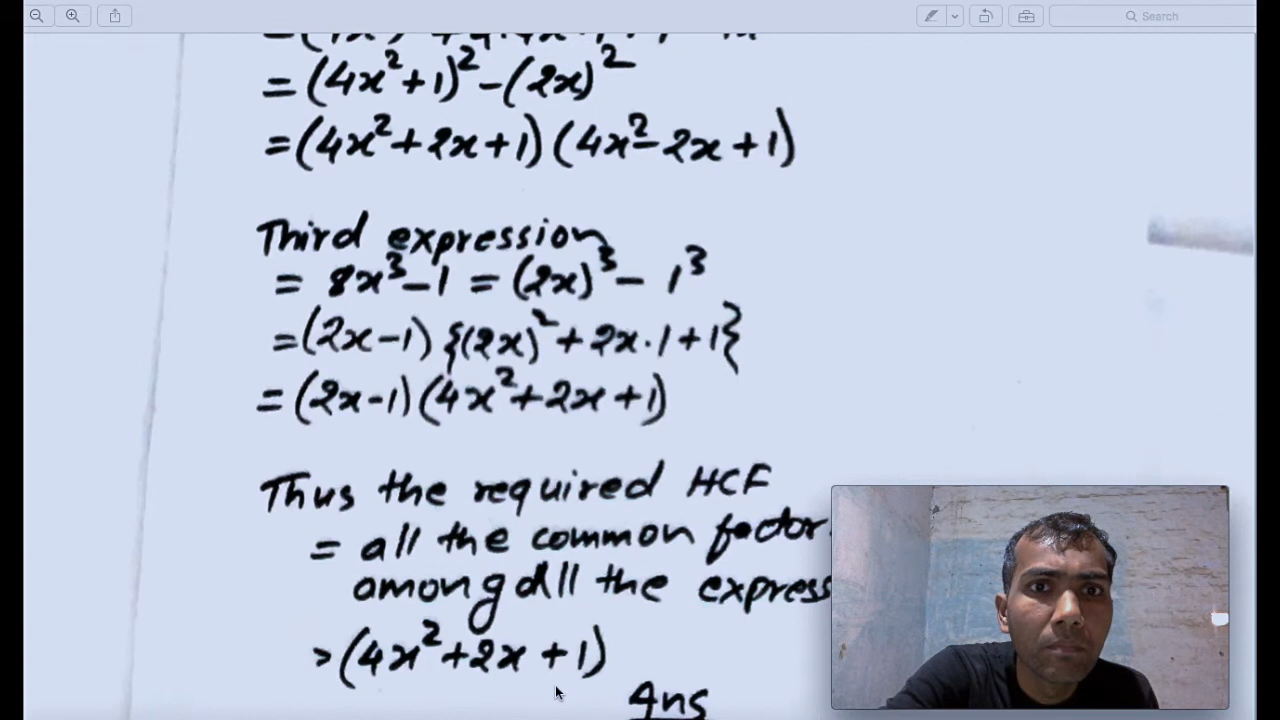 Search
= (4x² + 1)² - (2x)²
= (4x² + 2x + 1) (4x² - 2x + 1)
Third expression
= 8x³ - 1 = (2x)³ - 1³
= (2x - 1) {(2x)² + 2x · 1 + 1}
= (2x - 1) (4x² + 2x + 1)
Thus the required HCF
= all the common factor
among all the express
> (4x² + 2x + 1)
Ans